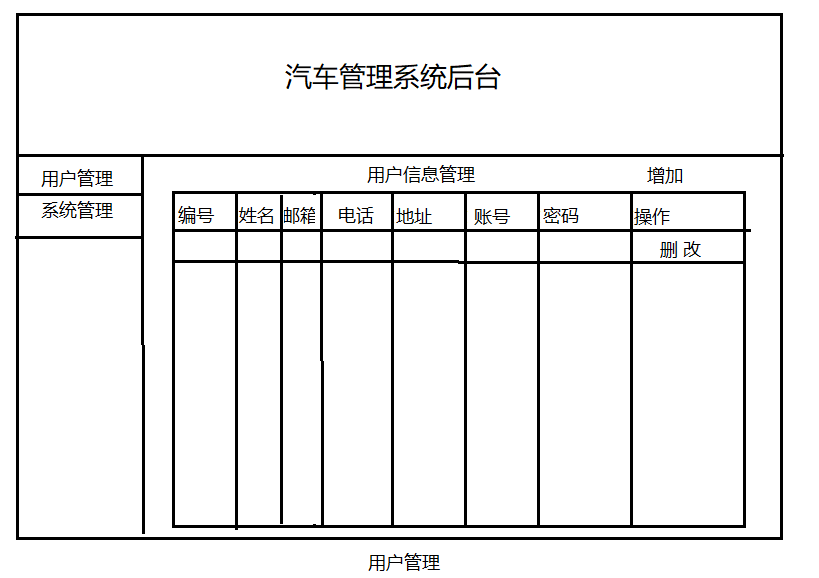 汽车管理系统后台
用户管理
系统管理
用户信息管理 增加
编号 姓名 邮箱 电话 地址 账号 密码 操作
删 改
用户管理